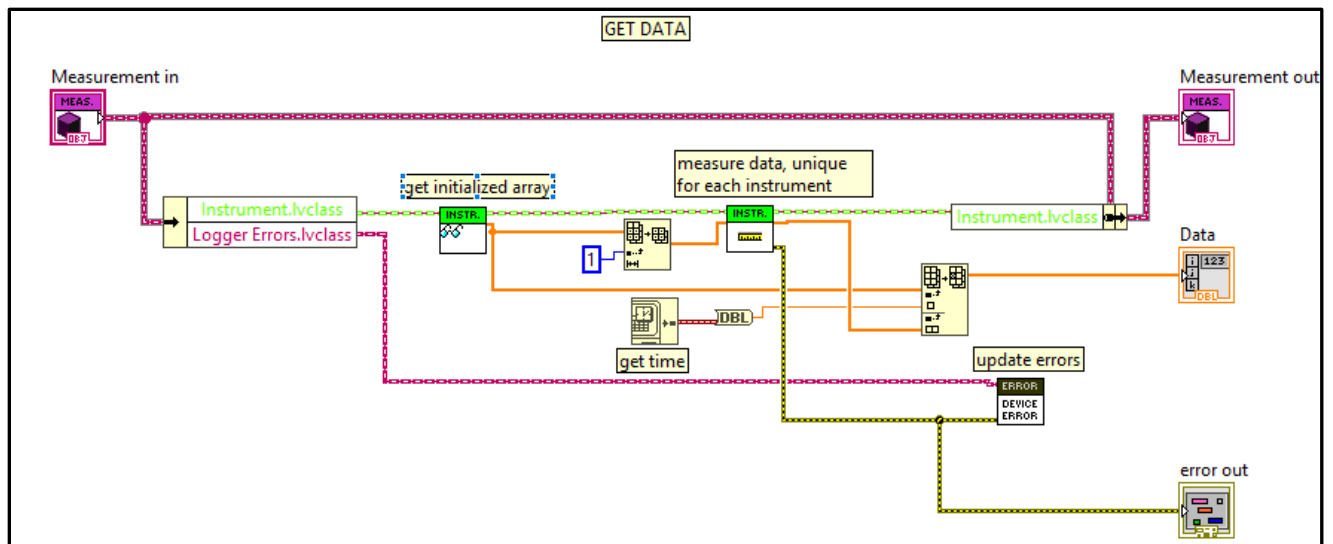 GET DATA
Measurement in
MEAS.
OBJ
Measurement out
MEAS.
OBJ
get initialized array
measure data, unique
for each instrument
Instrument.lvclass
Logger Errors.lvclass
INSTR.
INSTR.
Instrument.lvclass
1
Data
i 123
j
k
DBL
DBL
get time
update errors
ERROR
DEVICE
ERROR
error out